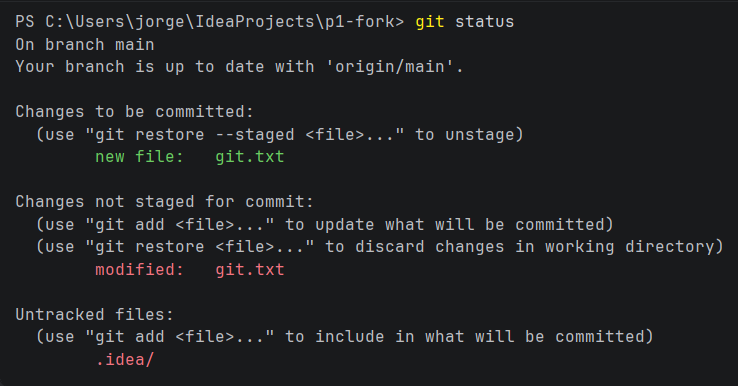 PS C:\Users\jorge\IdeaProjects\p1-fork> git status
On branch main
Your branch is up to date with 'origin/main'.

Changes to be committed:
  (use "git restore --staged <file>..." to unstage)
        new file:   git.txt

Changes not staged for commit:
  (use "git add <file>..." to update what will be committed)
  (use "git restore <file>..." to discard changes in working directory)
        modified:   git.txt

Untracked files:
  (use "git add <file>..." to include in what will be committed)
        .idea/